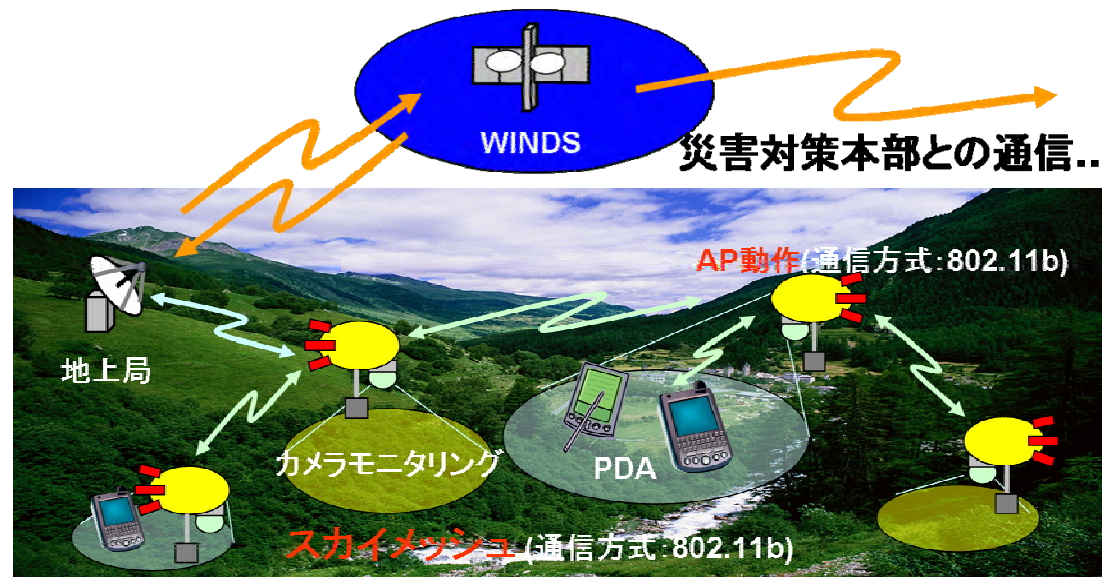 WINDS
災害対策本部との通信..
AP動作(通信方式:802.11b)
地上局
カメラモニタリング
PDA
スカイメッシュ(通信方式:802.11b)